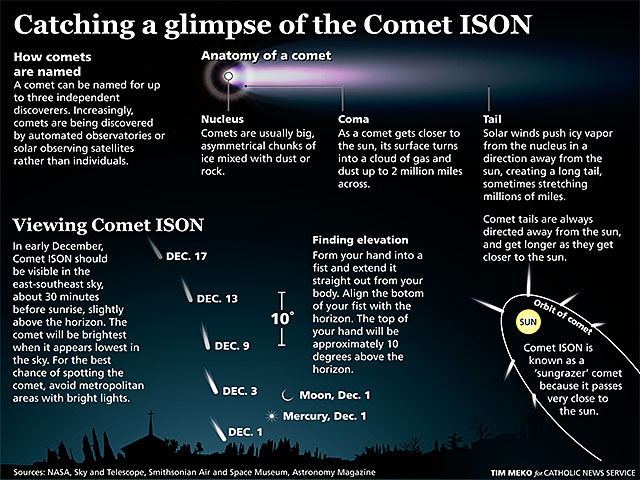 Catching a glimpse of the Comet ISON
How comets
are named
A comet can be named for up
to three independent
discoverers. Increasingly,
comets are being discovered
by automated observatories or
solar observing satellites
rather than individuals.
Anatomy of a comet
Nucleus
Comets are usually big,
asymmetrical chunks of
ice mixed with dust or
rock.
Coma
As a comet gets closer to
the sun, its surface turns
into a cloud of gas and
dust up to 2 million miles
across.
Tail
Solar winds push icy vapor
from the nucleus in a
direction away from the
sun, creating a long tail,
sometimes stretching
millions of miles.
Comet tails are always
directed away from the sun,
and get longer as they get
closer to the sun.
Viewing Comet ISON
In early December,
Comet ISON should
be visible in the
east-southeast sky,
about 30 minutes
before sunrise, slightly
above the horizon. The
comet will be brightest
when it appears lowest in
the sky. For the best
chance of spotting the
comet, avoid metropolitan
areas with bright lights.
DEC. 17
DEC. 13
DEC. 9
DEC. 3
DEC. 1
10°
Moon, Dec. 1
Mercury, Dec. 1
Finding elevation
Form your hand into a
fist and extend it
straight out from your
body. Align the botom
of your fist with the
horizon. The top of
your hand will be
approximately 10
degrees above the
horizon.
Orbit of comet
SUN
Comet ISON is
known as a
'sungrazer' comet
because it passes
very close to
the sun.
Sources: NASA, Sky and Telescope, Smithsonian Air and Space Museum, Astronomy Magazine
TIM MEKO for CATHOLIC NEWS SERVICE